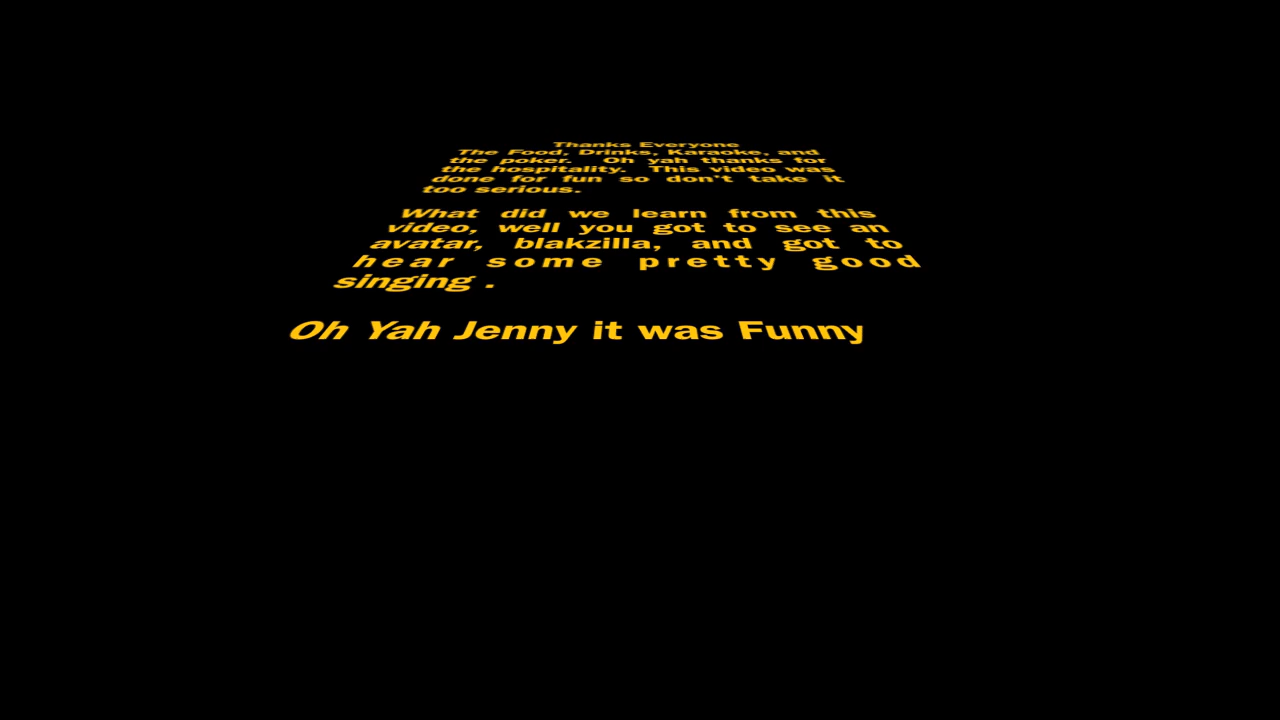 Thanks Everyone
The Food, Drinks, Karaoke, and
the poker. Oh yah thanks for
the hospitality. This video was
done for fun so don't take it
too serious.
What did we learn from this
video, well you got to see an
avatar, blakzilla, and got to
hear some pretty good
singing .
Oh Yah Jenny it was Funny